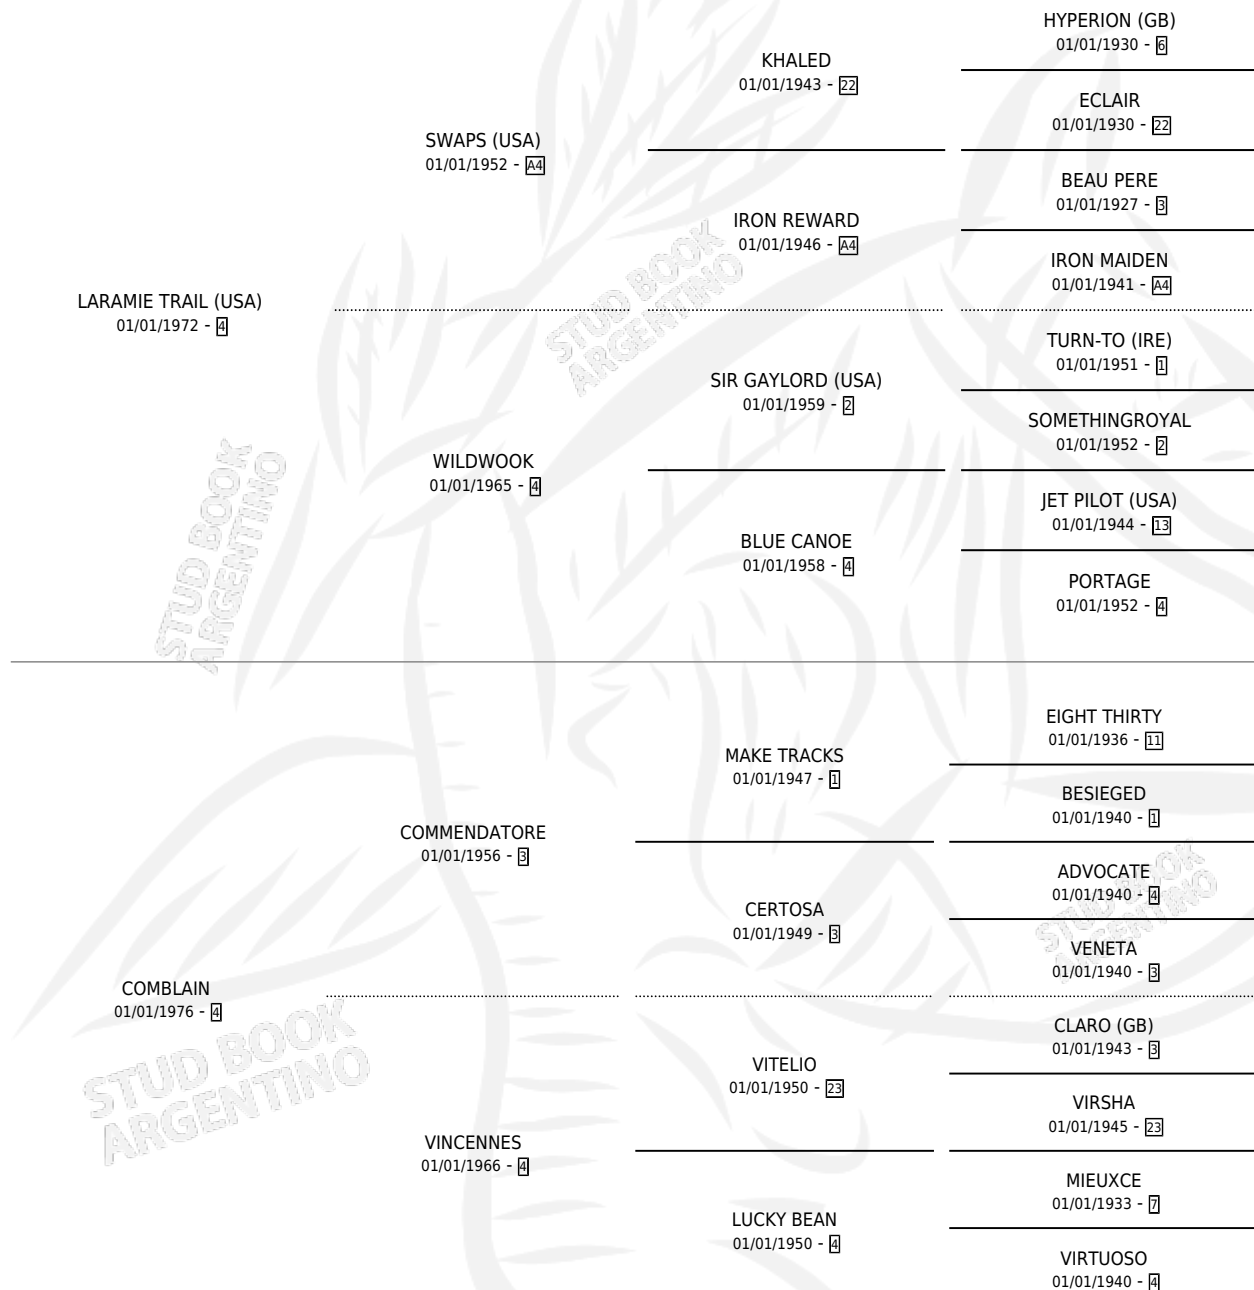 HYPERION (GB)
01/01/1930 - 6
KHALED
01/01/1943 - 22
ECLAIR
01/01/1930 - 22
SWAPS (USA)
01/01/1952 - A4
BEAU PERE
01/01/1927 - 3
IRON REWARD
01/01/1946 - A4
IRON MAIDEN
01/01/1941 - A4
LARAMIE TRAIL (USA)
01/01/1972 - 4
TURN-TO (IRE)
01/01/1951 - 1
SIR GAYLORD (USA)
01/01/1959 - 2
SOMETHINGROYAL
01/01/1952 - 2
WILDWOOK
01/01/1965 - 4
JET PILOT (USA)
01/01/1944 - 13
BLUE CANOE
01/01/1958 - 4
PORTAGE
01/01/1952 - 4
EIGHT THIRTY
01/01/1936 - 11
MAKE TRACKS
01/01/1947 - 1
BESIEGED
01/01/1940 - 1
COMMENDATORE
01/01/1956 - 3
ADVOCATE
01/01/1940 - 4
CERTOSA
01/01/1949 - 3
VENETA
01/01/1940 - 3
COMBLAIN
01/01/1976 - 4
CLARO (GB)
01/01/1943 - 3
VITELIO
01/01/1950 - 23
VIRSHA
01/01/1945 - 23
VINCENNES
01/01/1966 - 4
MIEUXCE
01/01/1933 - 7
LUCKY BEAN
01/01/1950 - 4
VIRTUOSO
01/01/1940 - 4
STUD BOOK
ARGENTINO
STUD BOOK
ARGENTINO
STUD BOOK
ARGENTINO
STUD BOOK
ARGENTINO